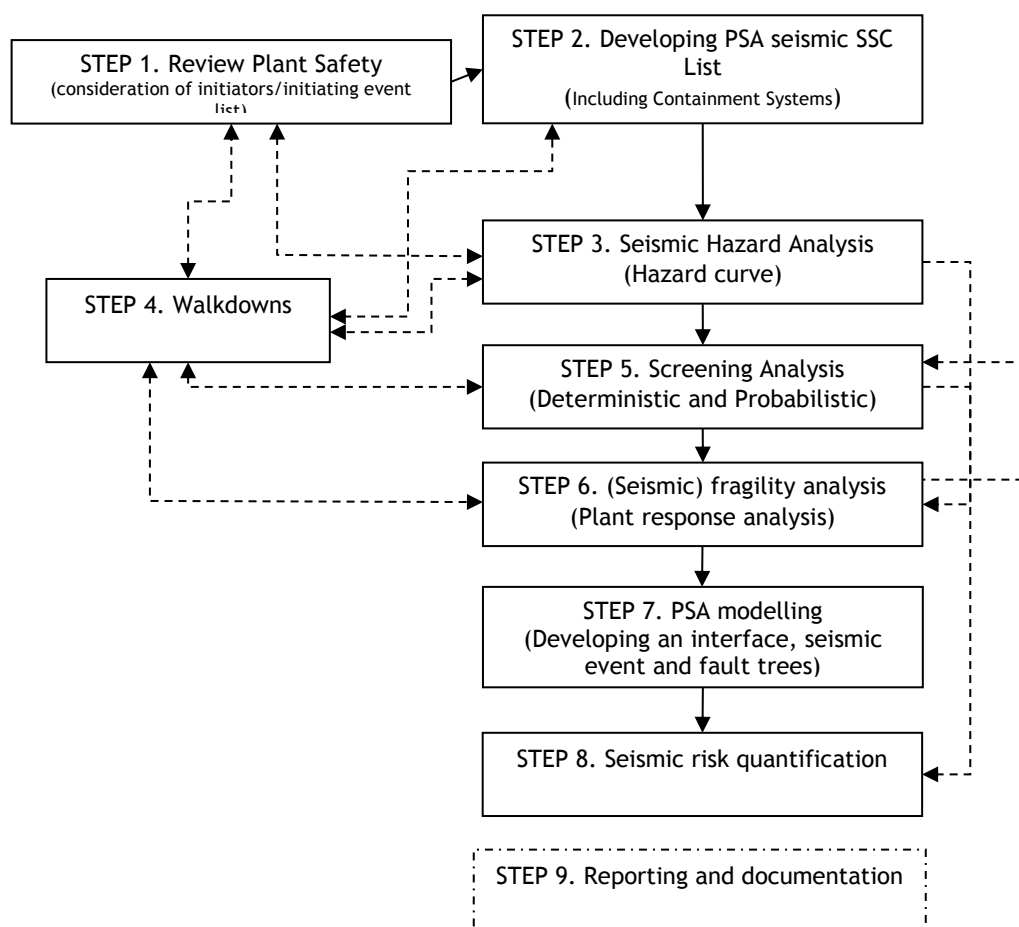 STEP 1. Review Plant Safety
(consideration of initiators/initiating event
list)
STEP 2. Developing PSA seismic SSC
List
(Including Containment Systems)
STEP 3. Seismic Hazard Analysis
(Hazard curve)
STEP 4. Walkdowns
STEP 5. Screening Analysis
(Deterministic and Probabilistic)
STEP 6. (Seismic) fragility analysis
(Plant response analysis)
STEP 7. PSA modelling
(Developing an interface, seismic
event and fault trees)
STEP 8. Seismic risk quantification
STEP 9. Reporting and documentation